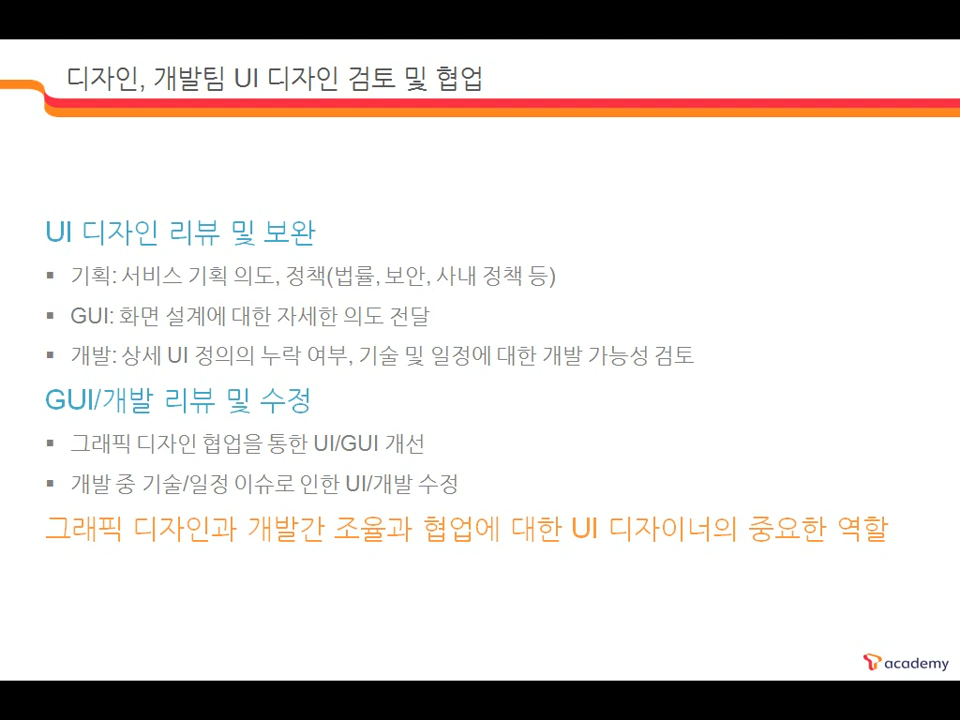 디자인, 개발팀 UI 디자인 검토 및 협업
UI 디자인 리뷰 및 보완
▪ 기획: 서비스 기획 의도, 정책(법률, 보안, 사내 정책 등)
▪ GUI: 화면 설계에 대한 자세한 의도 전달
▪ 개발: 상세 UI 정의의 누락 여부, 기술 및 일정에 대한 개발 가능성 검토
GUI/개발 리뷰 및 수정
▪ 그래픽 디자인 협업을 통한 UI/GUI 개선
▪ 개발 중 기술/일정 이슈로 인한 UI/개발 수정
그래픽 디자인과 개발간 조율과 협업에 대한 UI 디자이너의 중요한 역할
T academy